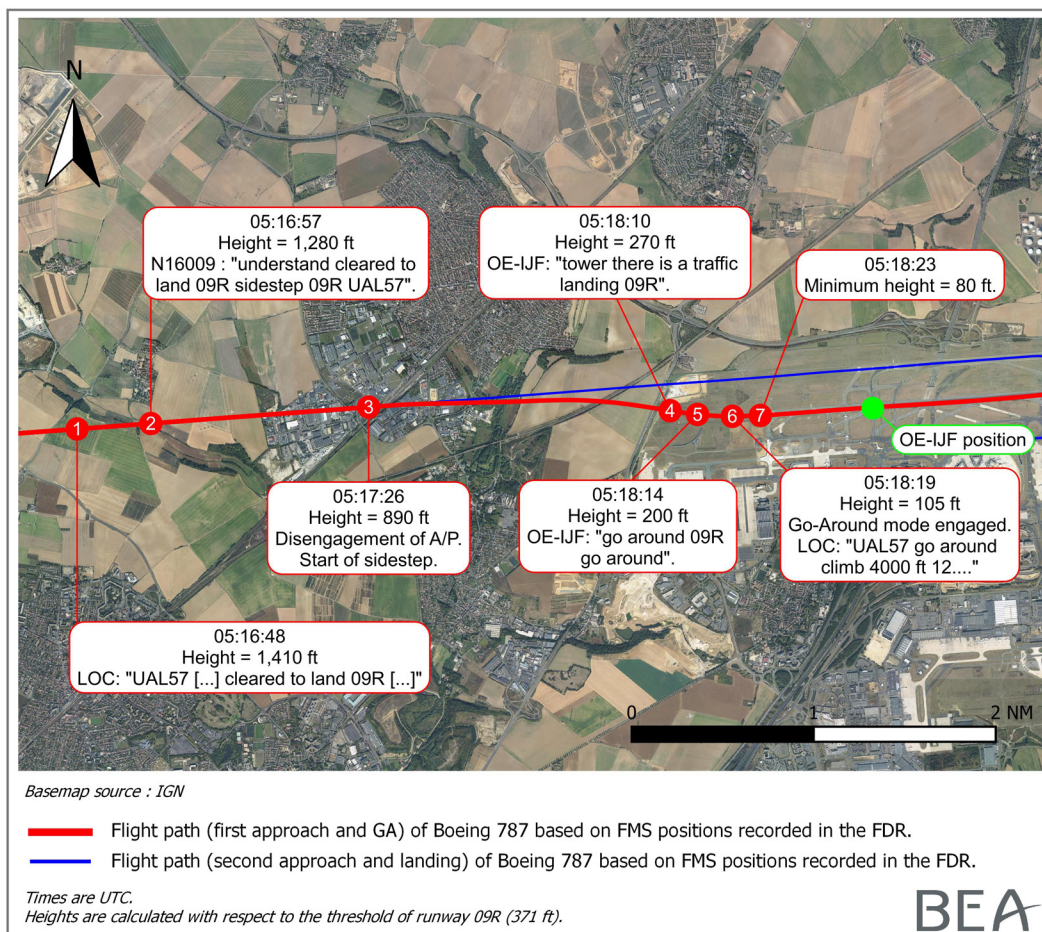 N
05:16:57
Height = 1,280 ft
N16009 : "understand cleared to
land 09R sidestep 09R UAL57".
05:18:10
Height = 270 ft
OE-IJF: "tower there is a traffic
landing 09R".
05:18:23
Minimum height = 80 ft.
1
2
3
4
5
6
7
OE-IJF position
05:17:26
Height = 890 ft
Disengagement of A/P.
Start of sidestep.
05:18:14
Height = 200 ft
OE-IJF: "go around 09R
go around".
05:18:19
Height = 105 ft
Go-Around mode engaged.
LOC: "UAL57 go around
climb 4000 ft 12...."
05:16:48
Height = 1,410 ft
LOC: "UAL57 [...] cleared to land 09R [...]"
0 1 2 NM
Basemap source : IGN
Flight path (first approach and GA) of Boeing 787 based on FMS positions recorded in the FDR.
Flight path (second approach and landing) of Boeing 787 based on FMS positions recorded in the FDR.
Times are UTC.
Heights are calculated with respect to the threshold of runway 09R (371 ft).
BEA